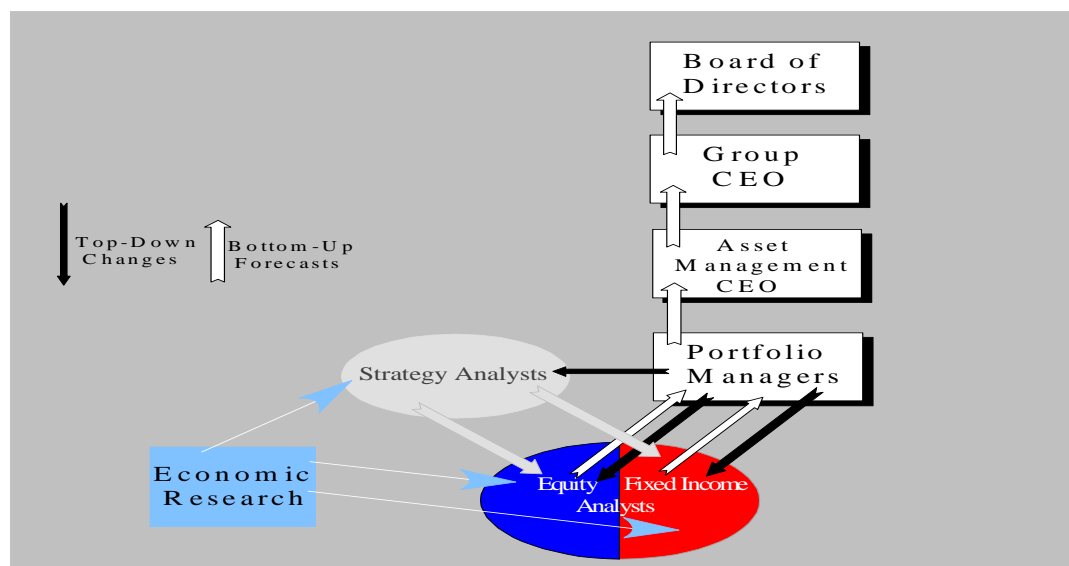 Board of
Directors
Group
CEO
Asset
Management
CEO
Top-Down
Changes
Bottom-Up
Forecasts
Portfolio
Managers
Strategy Analysts
Economic
Research
Equity Fixed Income
Analysts